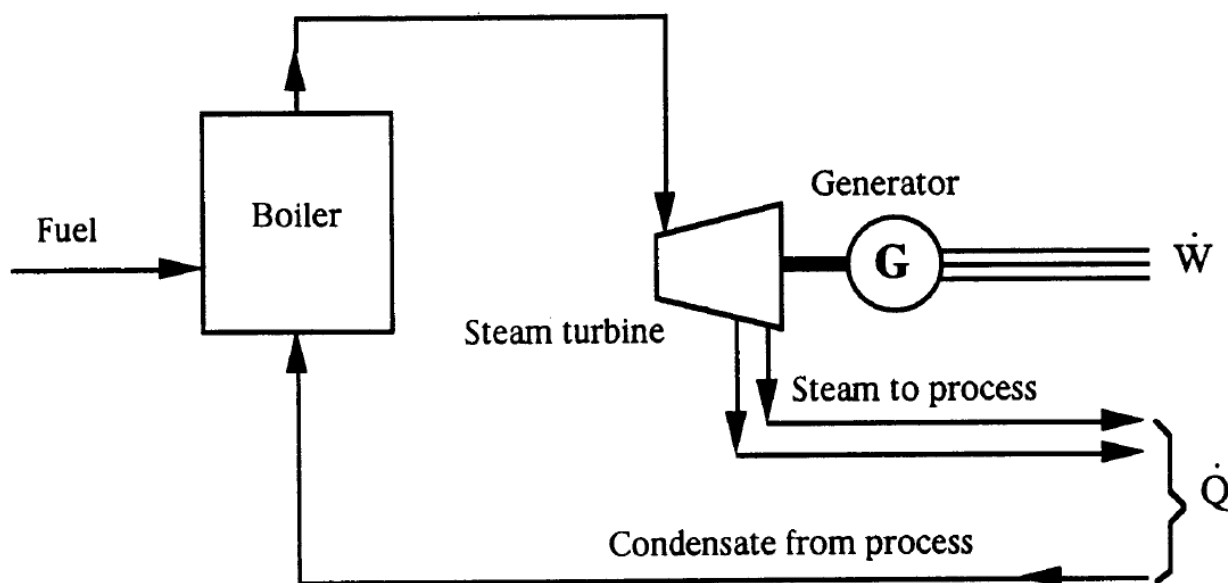 Fuel
Boiler
Generator
G
Ẇ
Steam turbine
Steam to process
Q̇
Condensate from process